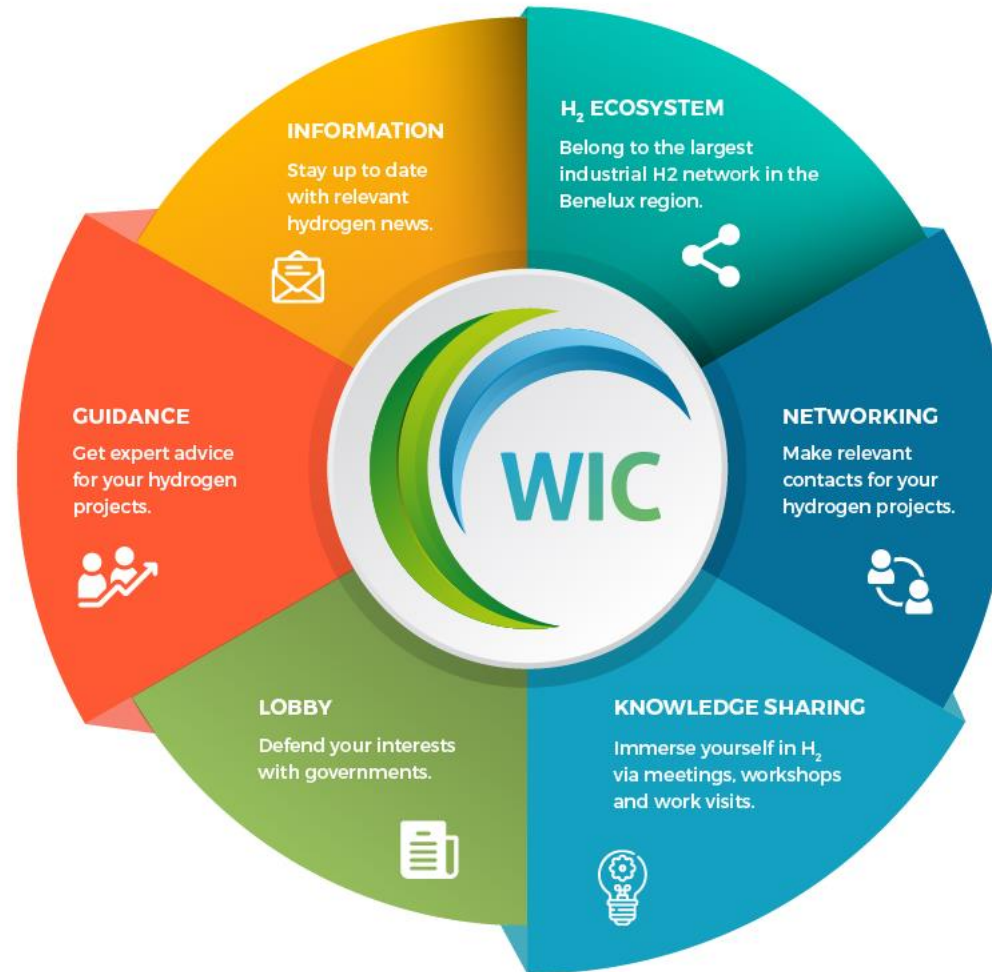 INFORMATION
Stay up to date
with relevant
hydrogen news.
H₂ ECOSYSTEM
Belong to the largest
industrial H2 network in the
Benelux region.
GUIDANCE
Get expert advice
for your hydrogen
projects.
WIC
NETWORKING
Make relevant
contacts for your
hydrogen projects.
LOBBY
Defend your interests
with governments.
KNOWLEDGE SHARING
Immerse yourself in H₂
via meetings, workshops
and work visits.